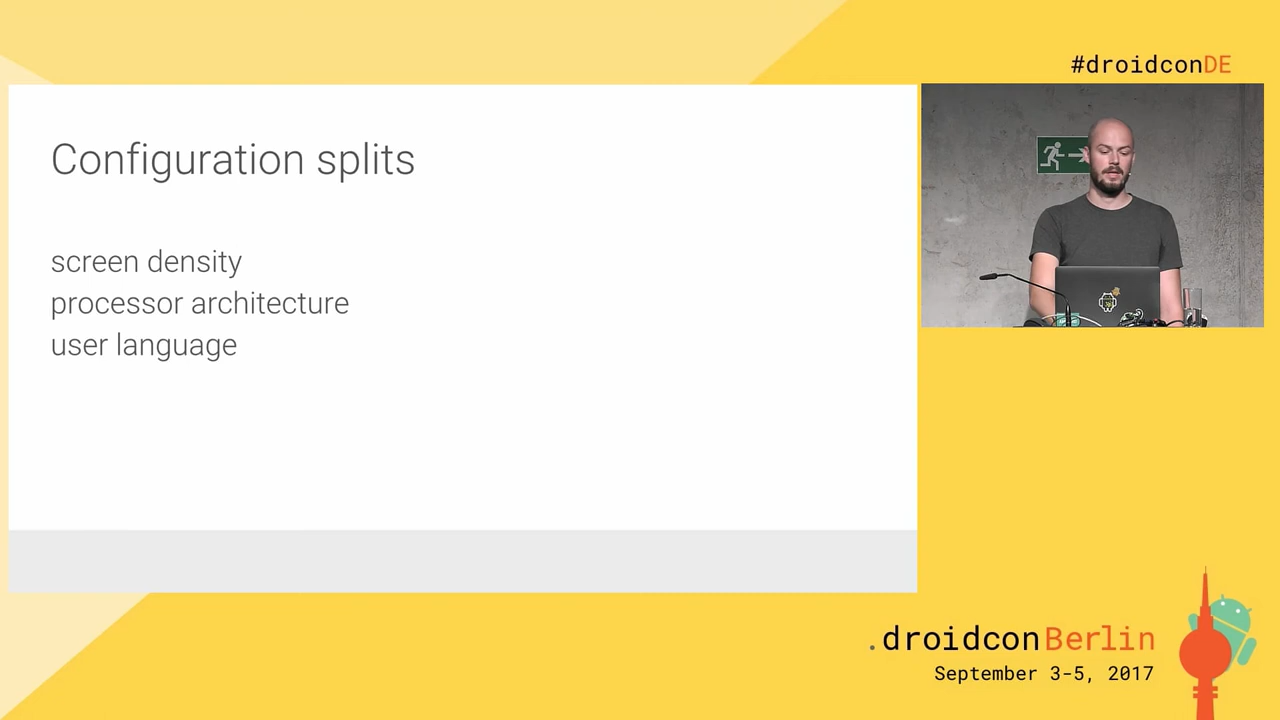 #droidconDE
Configuration splits
screen density
processor architecture
user language
.droidconBerlin
September 3-5, 2017